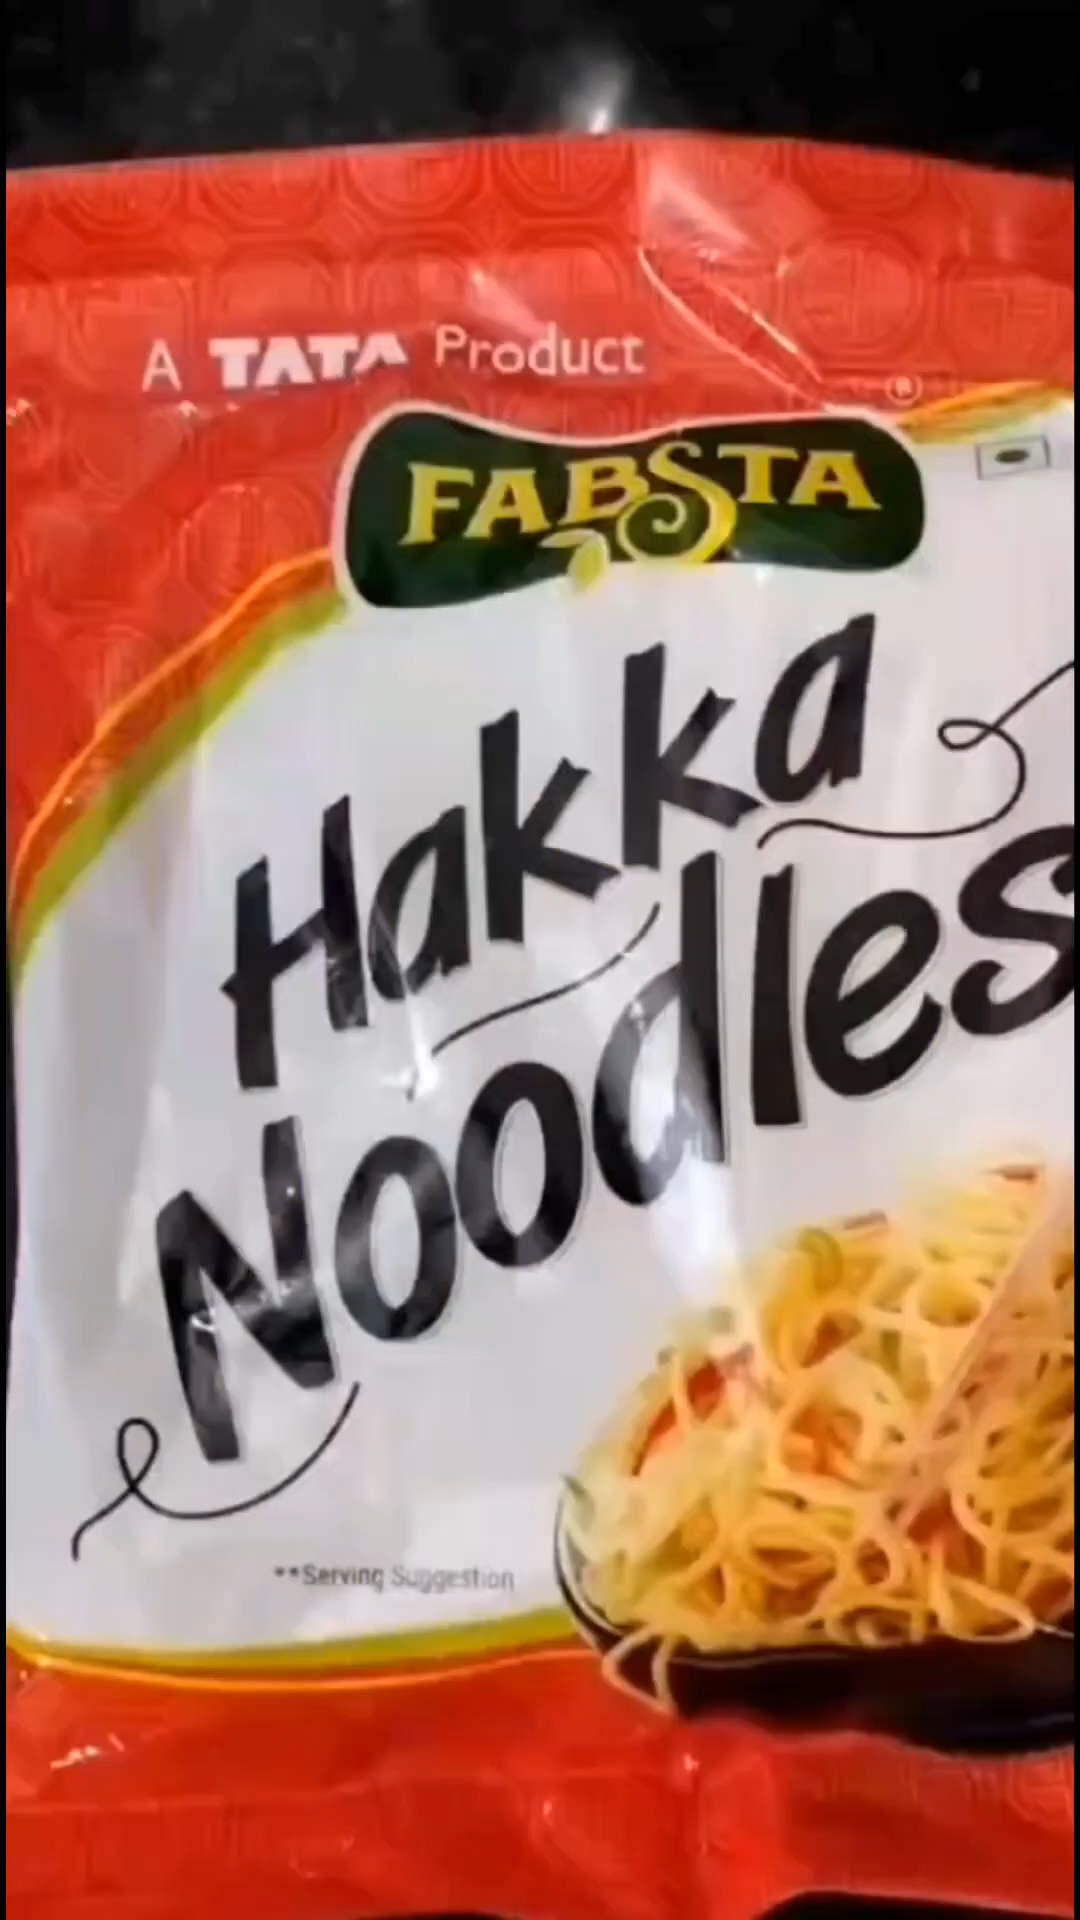 A TATA Product
®
FABSTA
Hakka
Noodles
**Serving Suggestion